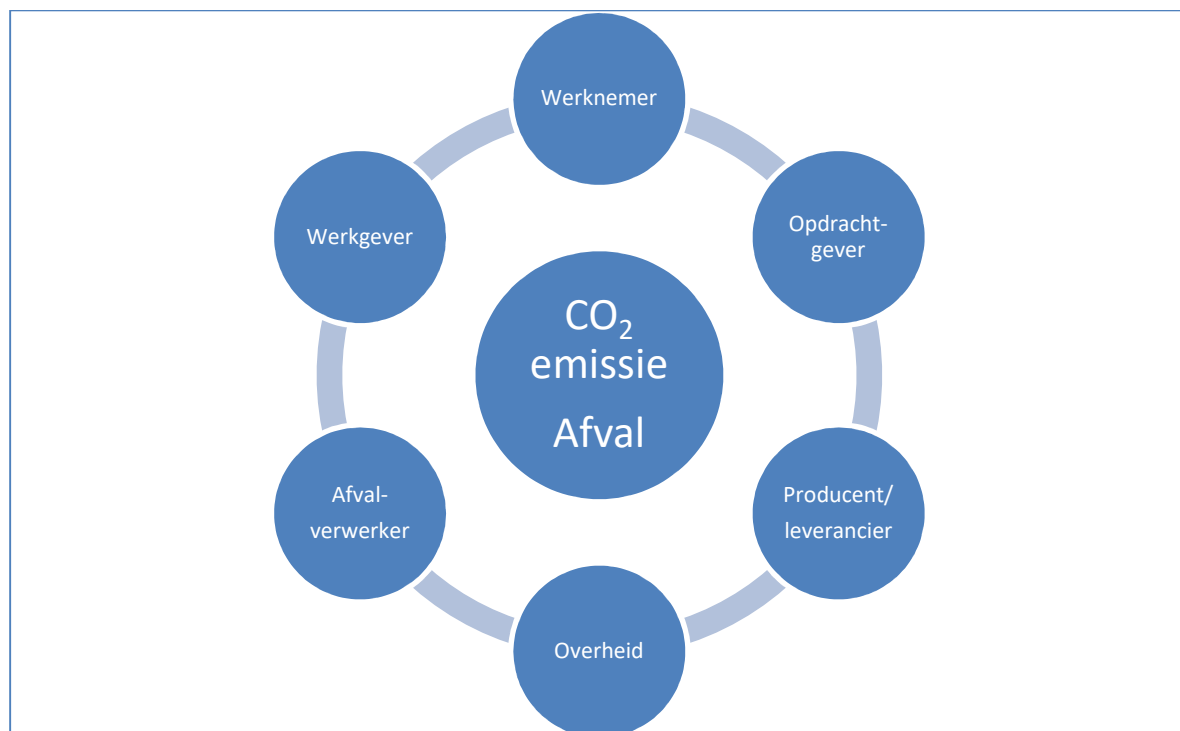 Werknemer
Opdracht-
gever
Producent/
leverancier
Overheid
Afval-
verwerker
Werkgever
CO₂
emissie
Afval